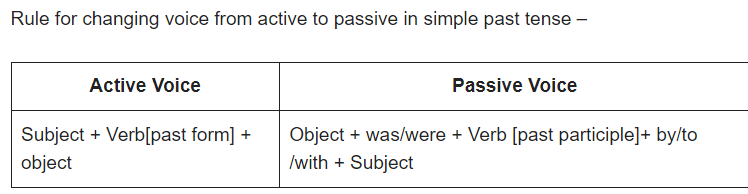 Rule for changing voice from active to passive in simple past tense –
Active Voice
Passive Voice
Subject + Verb[past form] +
object
Object + was/were + Verb [past participle]+ by/to
/with + Subject